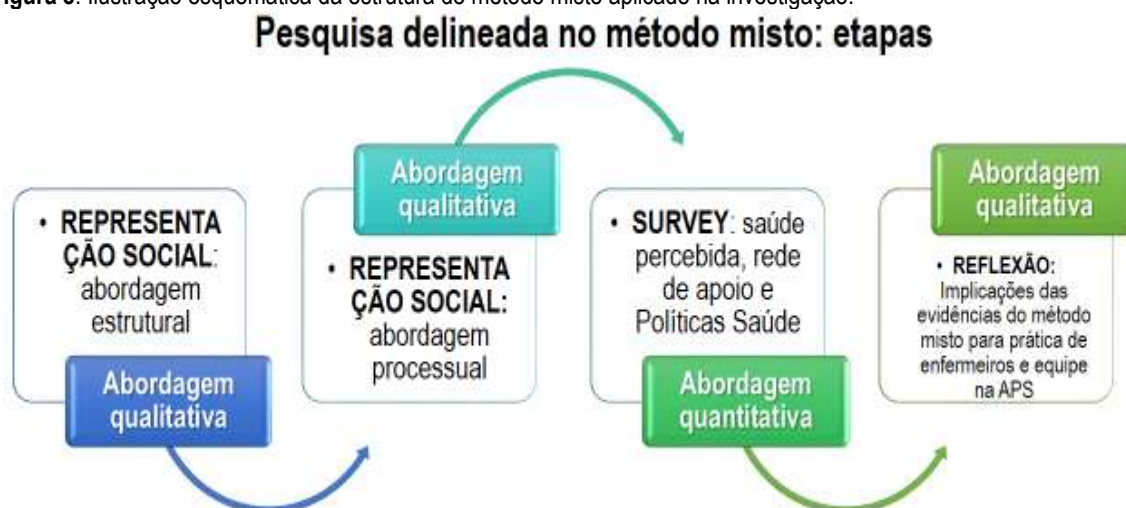 Pesquisa delineada no método misto: etapas
• REPRESENTA
ÇÃO SOCIAL:
abordagem
estrutural
Abordagem
qualitativa
Abordagem
qualitativa
• REPRESENTA
ÇÃO SOCIAL:
abordagem
processual
• SURVEY: saúde
percebida, rede
de apoio e
Políticas Saúde
Abordagem
quantitativa
Abordagem
qualitativa
• REFLEXÃO:
Implicações das
evidências do método
misto para prática de
enfermeiros e equipe
na APS